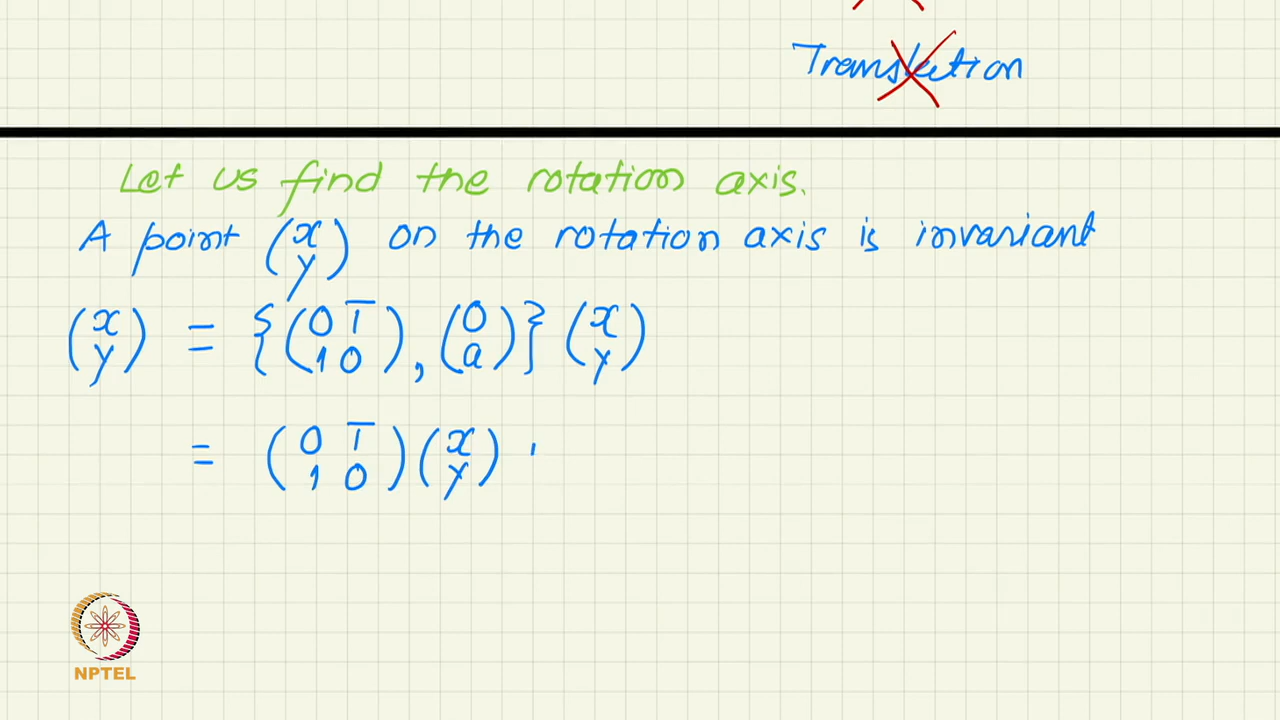 Translation
Let us find the rotation axis.
A point (x y) on the rotation axis is invariant
(x y) = {(0 1̅ 1 0), (0 a)} (x y)
= (0 1̅ 1 0)(x y)
NPTEL